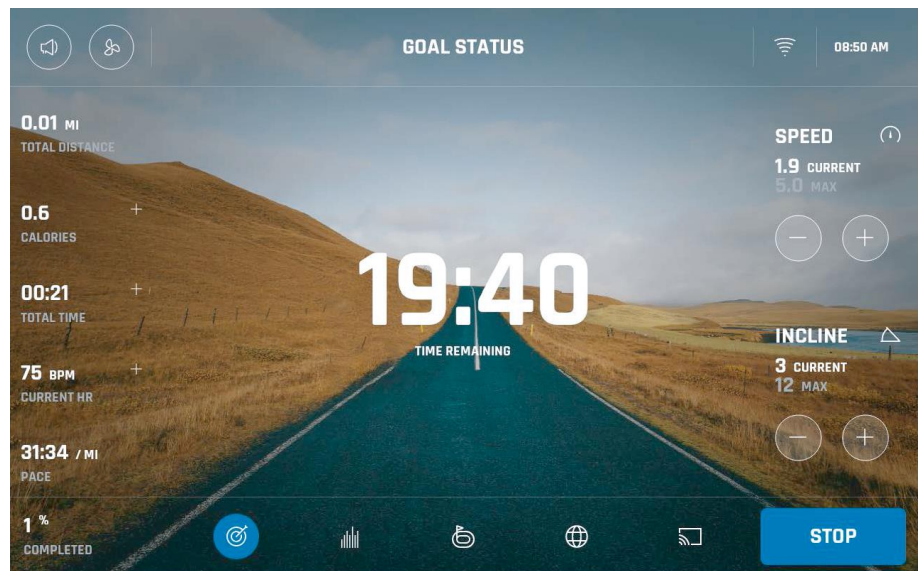 GOAL STATUS
08:50 AM
0.01 MI
TOTAL DISTANCE
0.6
CALORIES
00:21
TOTAL TIME
75 BPM
CURRENT HR
31:34 / MI
PACE
1 %
COMPLETED
19:40
TIME REMAINING
SPEED
1.9 CURRENT
5.0 MAX
INCLINE
3 CURRENT
12 MAX
STOP